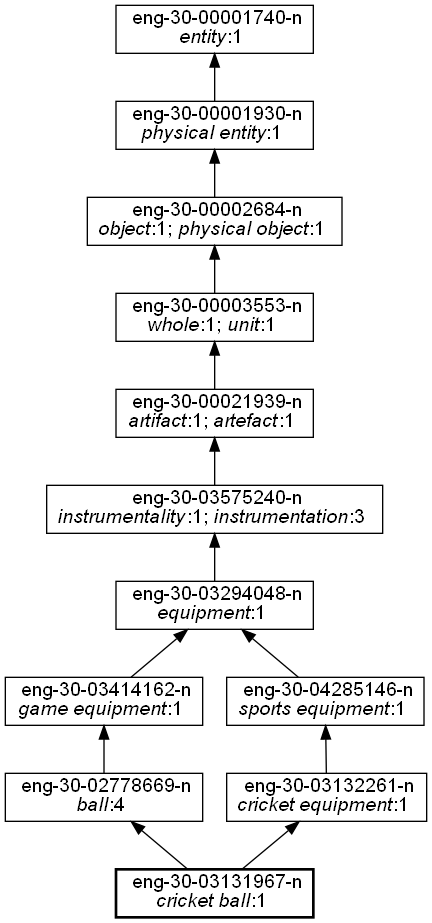 eng-30-00001740-n
entity:1
eng-30-00001930-n
physical entity:1
eng-30-00002684-n
object:1; physical object:1
eng-30-00003553-n
whole:1; unit:1
eng-30-00021939-n
artifact:1; artefact:1
eng-30-03575240-n
instrumentality:1; instrumentation:3
eng-30-03294048-n
equipment:1
eng-30-03414162-n
game equipment:1
eng-30-04285146-n
sports equipment:1
eng-30-02778669-n
ball:4
eng-30-03132261-n
cricket equipment:1
eng-30-03131967-n
cricket ball:1